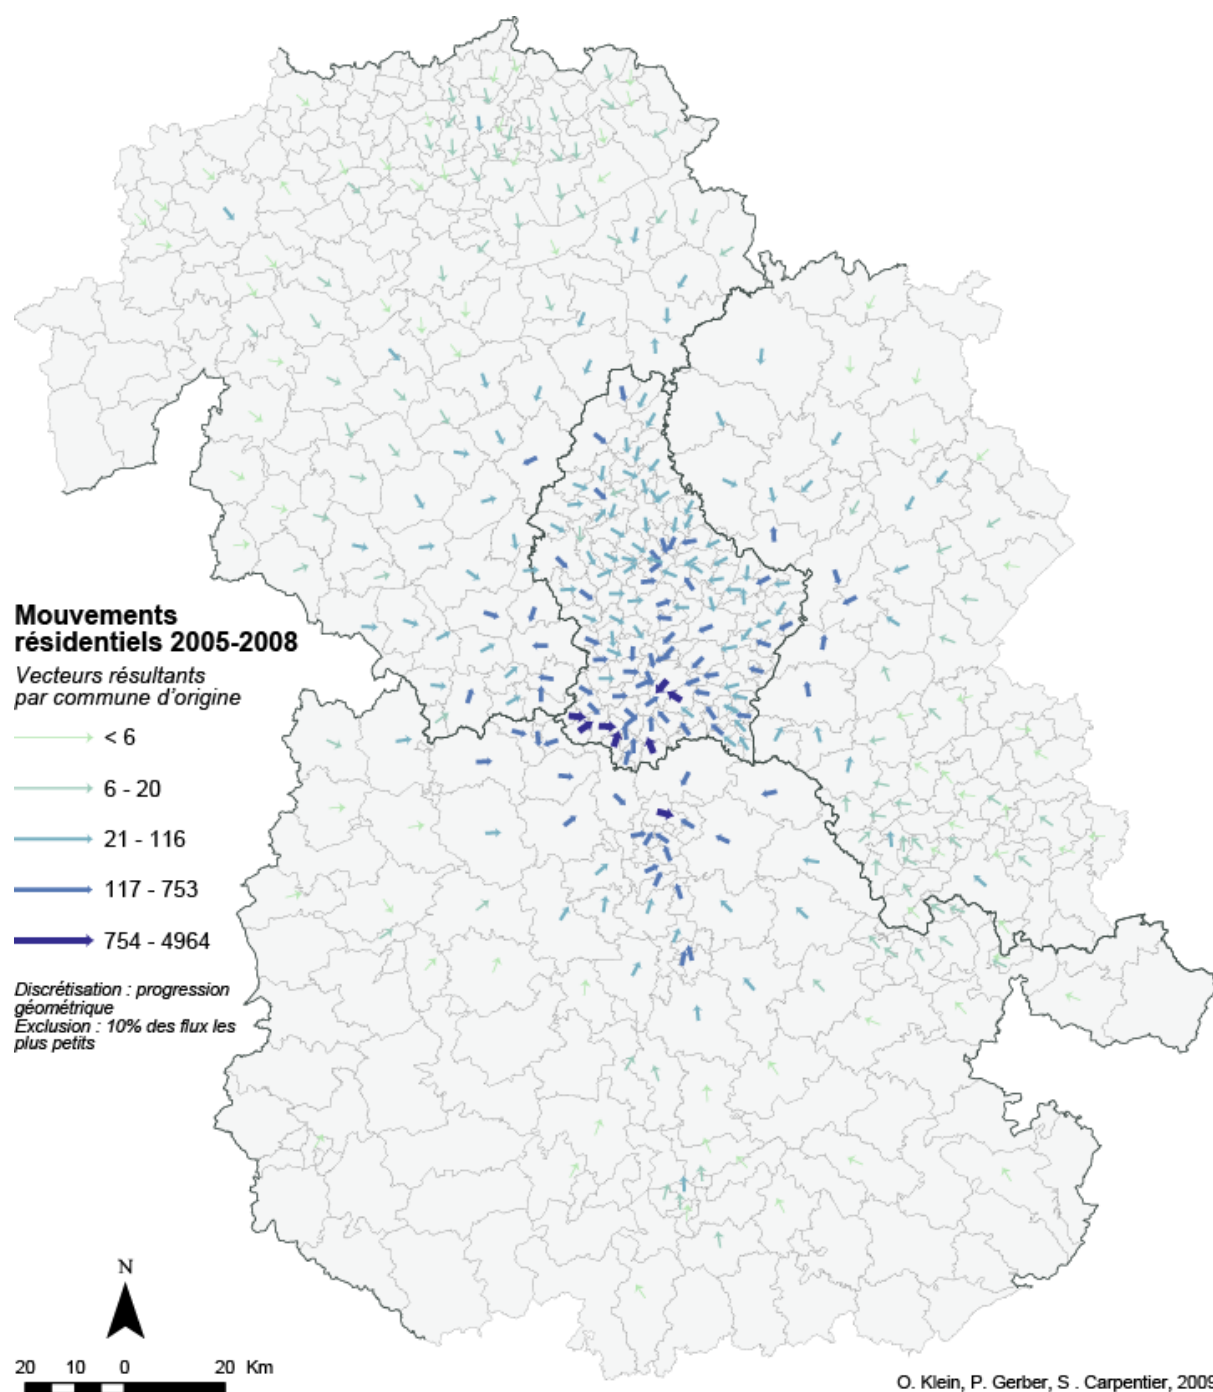 Mouvements
résidentiels 2005-2008
Vecteurs résultants
par commune d'origine
< 6
6 - 20
21 - 116
117 - 753
754 - 4964
Discrétisation : progression
géométrique
Exclusion : 10% des flux les
plus petits
N
20 10 0 20 Km
O. Klein, P. Gerber, S . Carpentier, 2009